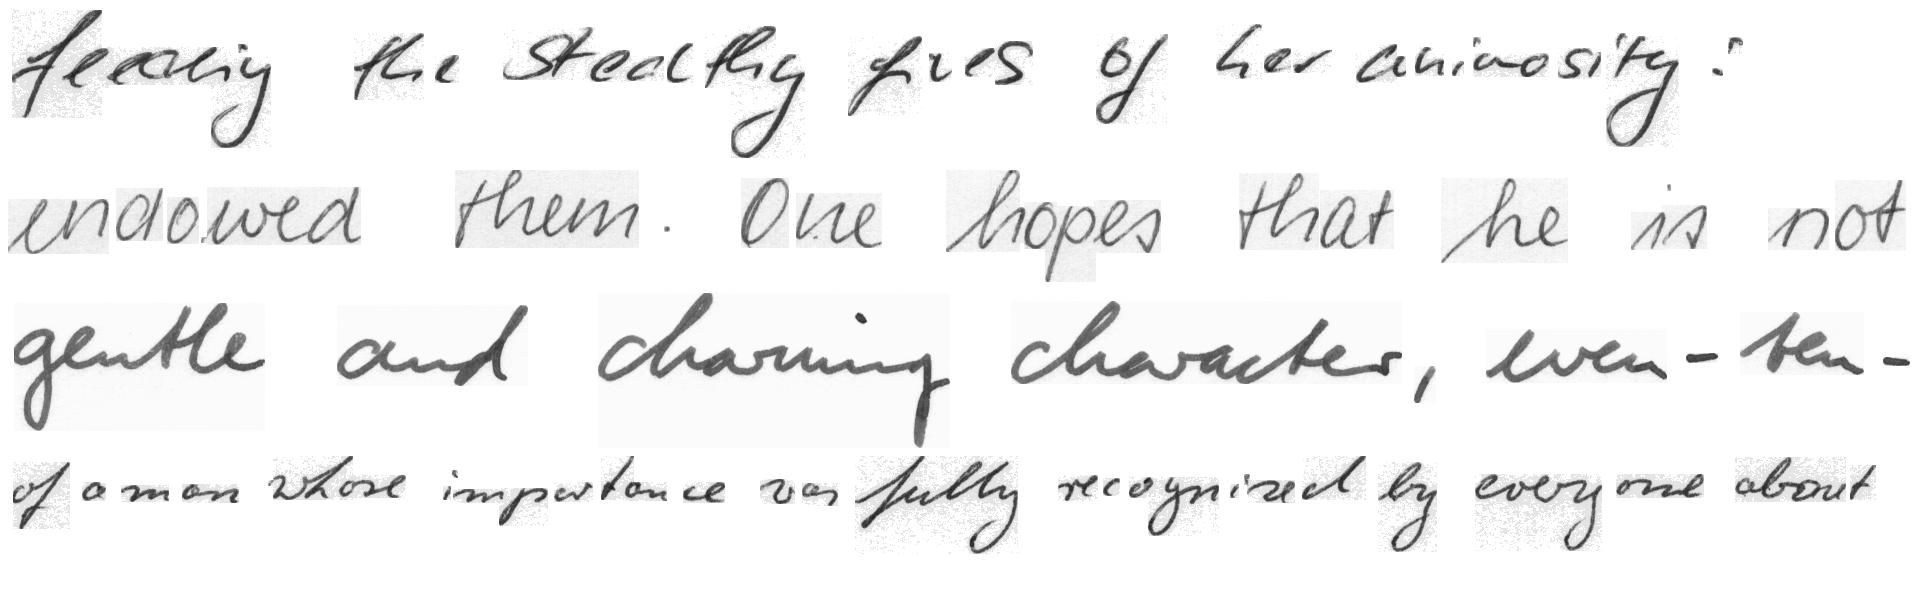 feeding the stealthy fires of her animosity:
endowed them. One hopes that he is not
gentle and charming character, even-tem-
of a man whose importance was fully recognized by everyone about